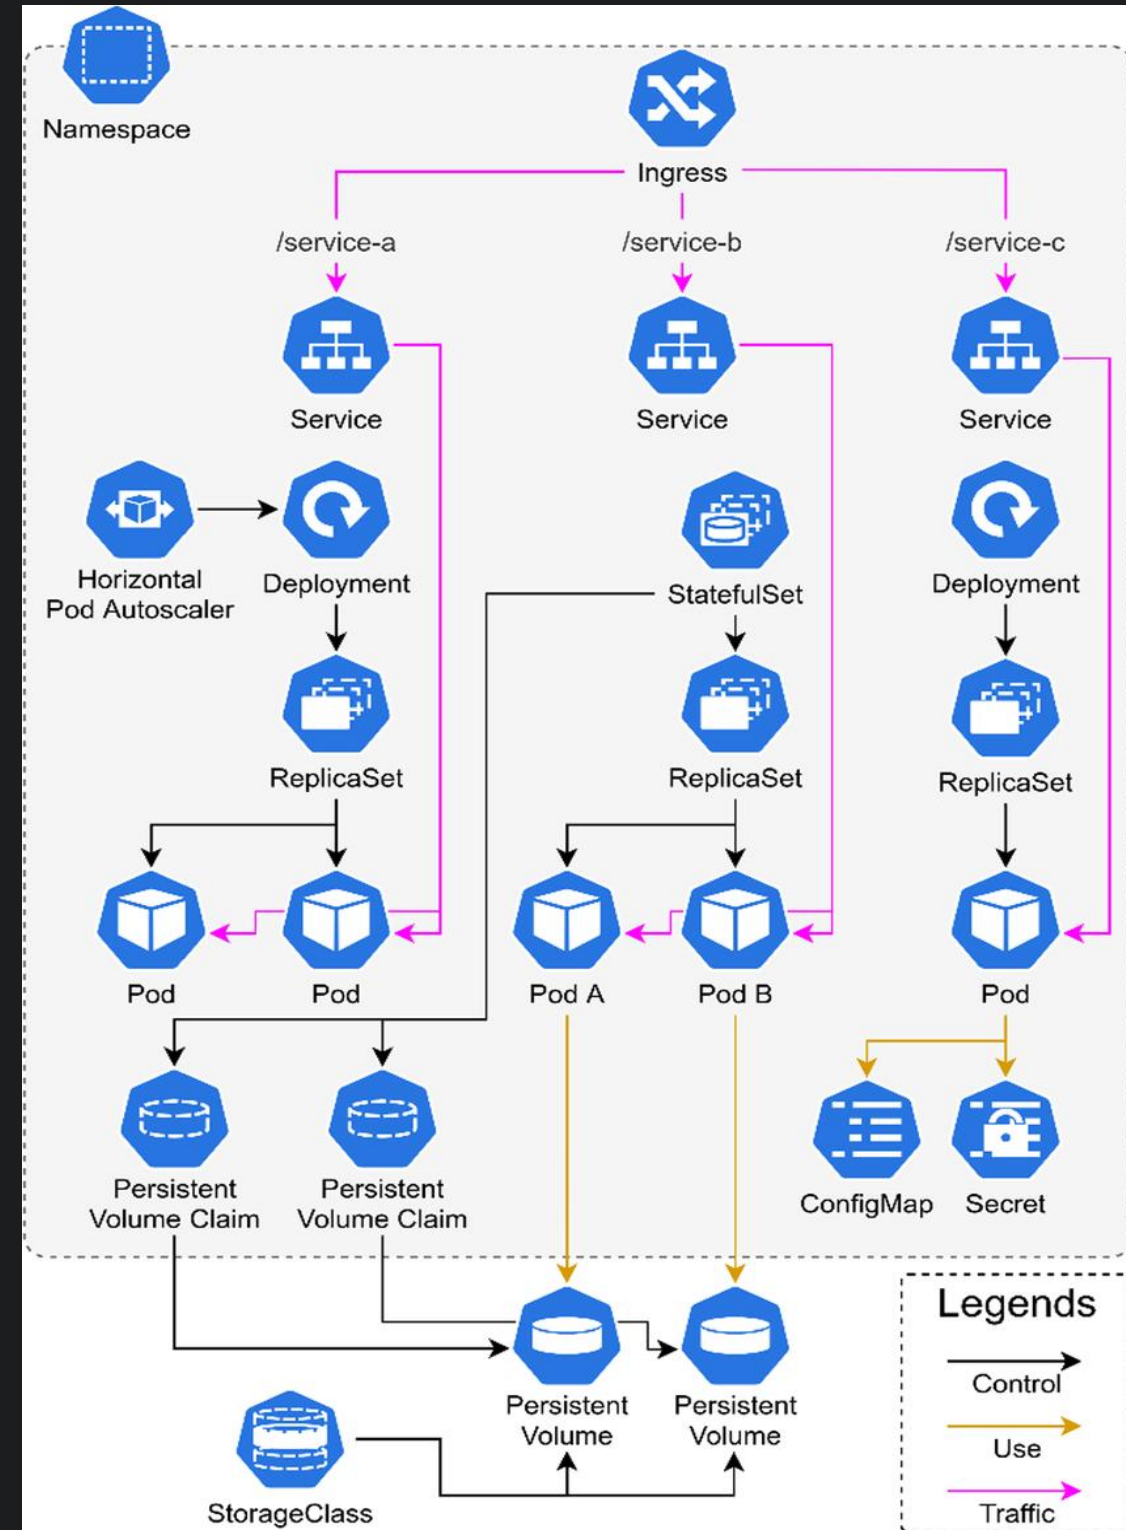 Namespace
Ingress
/service-a
/service-b
/service-c
Service
Service
Service
Horizontal
Pod Autoscaler
Deployment
StatefulSet
Deployment
ReplicaSet
ReplicaSet
ReplicaSet
Pod
Pod
Pod A
Pod B
Pod
Persistent
Volume Claim
Persistent
Volume Claim
ConfigMap
Secret
Persistent
Volume
Persistent
Volume
StorageClass
Legends
Control
Use
Traffic